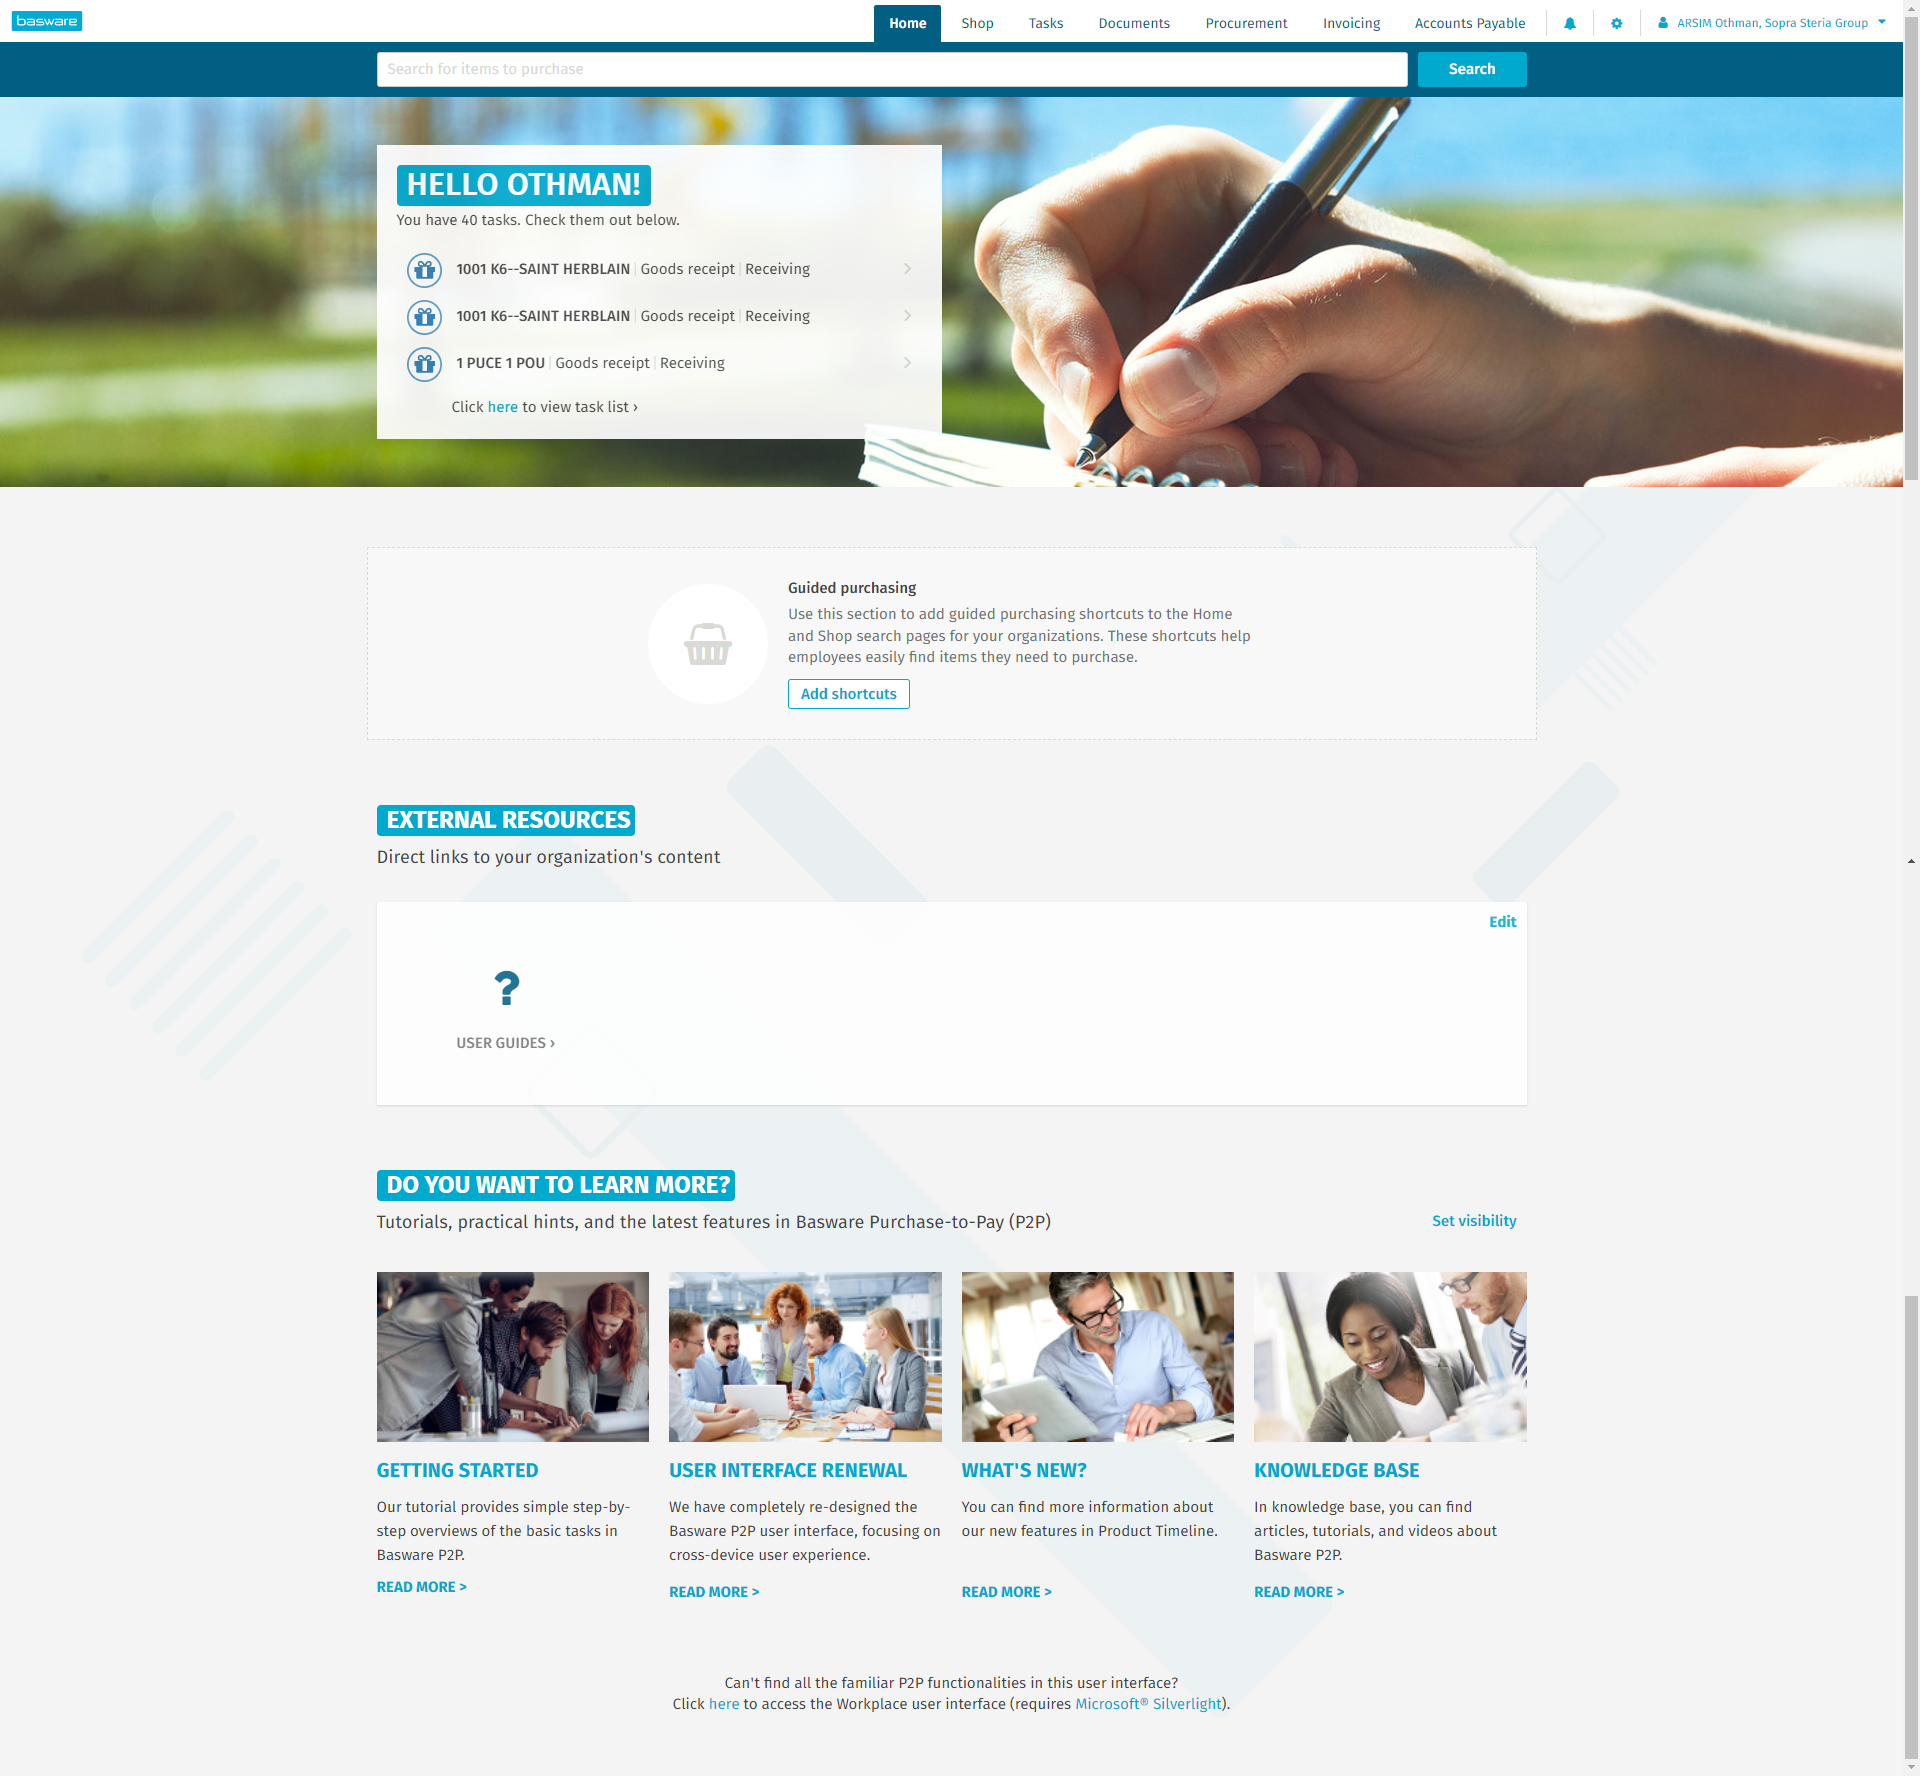 basware
Home Shop Tasks Documents Procurement Invoicing Accounts Payable ARSIM Othman, Sopra Steria Group
Search for items to purchase Search
HELLO OTHMAN!
You have 40 tasks. Check them out below.
1001 K6--SAINT HERBLAIN | Goods receipt | Receiving
1001 K6--SAINT HERBLAIN | Goods receipt | Receiving
1 PUCE 1 POU | Goods receipt | Receiving
Click here to view task list ›
Guided purchasing
Use this section to add guided purchasing shortcuts to the Home
and Shop search pages for your organizations. These shortcuts help
employees easily find items they need to purchase.
Add shortcuts
EXTERNAL RESOURCES
Direct links to your organization's content
Edit
?
USER GUIDES ›
DO YOU WANT TO LEARN MORE?
Tutorials, practical hints, and the latest features in Basware Purchase-to-Pay (P2P)
Set visibility
GETTING STARTED
Our tutorial provides simple step-by-
step overviews of the basic tasks in
Basware P2P.
READ MORE >
USER INTERFACE RENEWAL
We have completely re-designed the
Basware P2P user interface, focusing on
cross-device user experience.
READ MORE >
WHAT'S NEW?
You can find more information about
our new features in Product Timeline.
READ MORE >
KNOWLEDGE BASE
In knowledge base, you can find
articles, tutorials, and videos about
Basware P2P.
READ MORE >
Can't find all the familiar P2P functionalities in this user interface?
Click here to access the Workplace user interface (requires Microsoft® Silverlight).